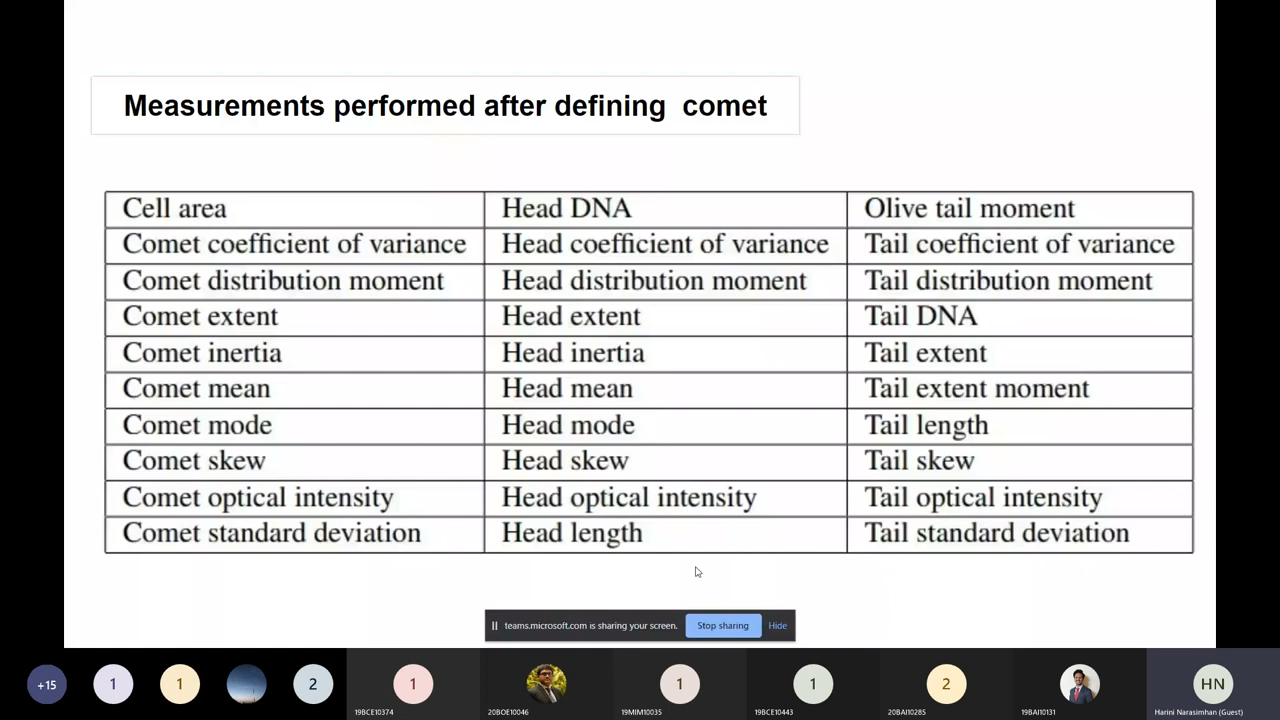 Measurements performed after defining comet
Cell area Head DNA Olive tail moment
Comet coefficient of variance Head coefficient of variance Tail coefficient of variance
Comet distribution moment Head distribution moment Tail distribution moment
Comet extent Head extent Tail DNA
Comet inertia Head inertia Tail extent
Comet mean Head mean Tail extent moment
Comet mode Head mode Tail length
Comet skew Head skew Tail skew
Comet optical intensity Head optical intensity Tail optical intensity
Comet standard deviation Head length Tail standard deviation
teams.microsoft.com is sharing your screen. Stop sharing Hide
+15 1 1 2 1 1 1 2 HN
19BCE10374 20BOE10046 19MIM10035 19BCE10443 20BAI10285 19BAI10131 Harini Narasimhan (Guest)